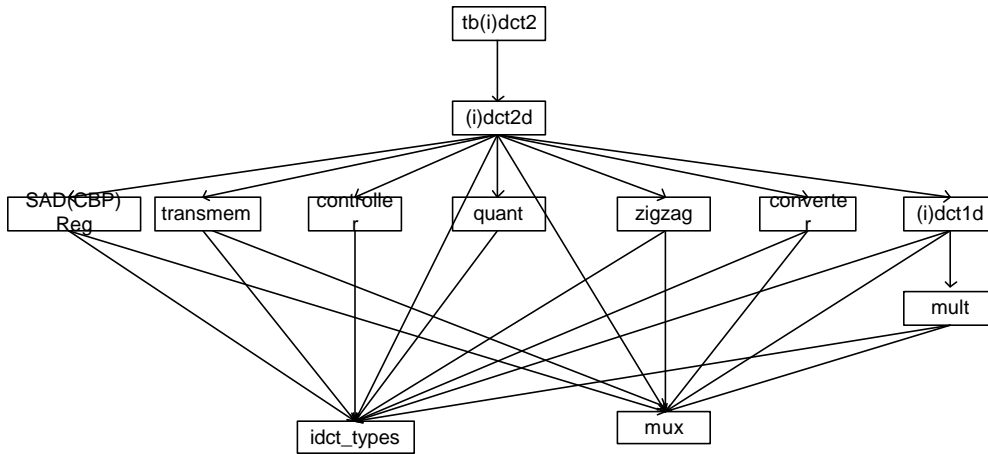 tb(i)dct2
(i)dct2d
SAD(CBP)
Reg
transmem
controlle
r
quant
zigzag
converte
r
(i)dct1d
mult
idct_types
mux